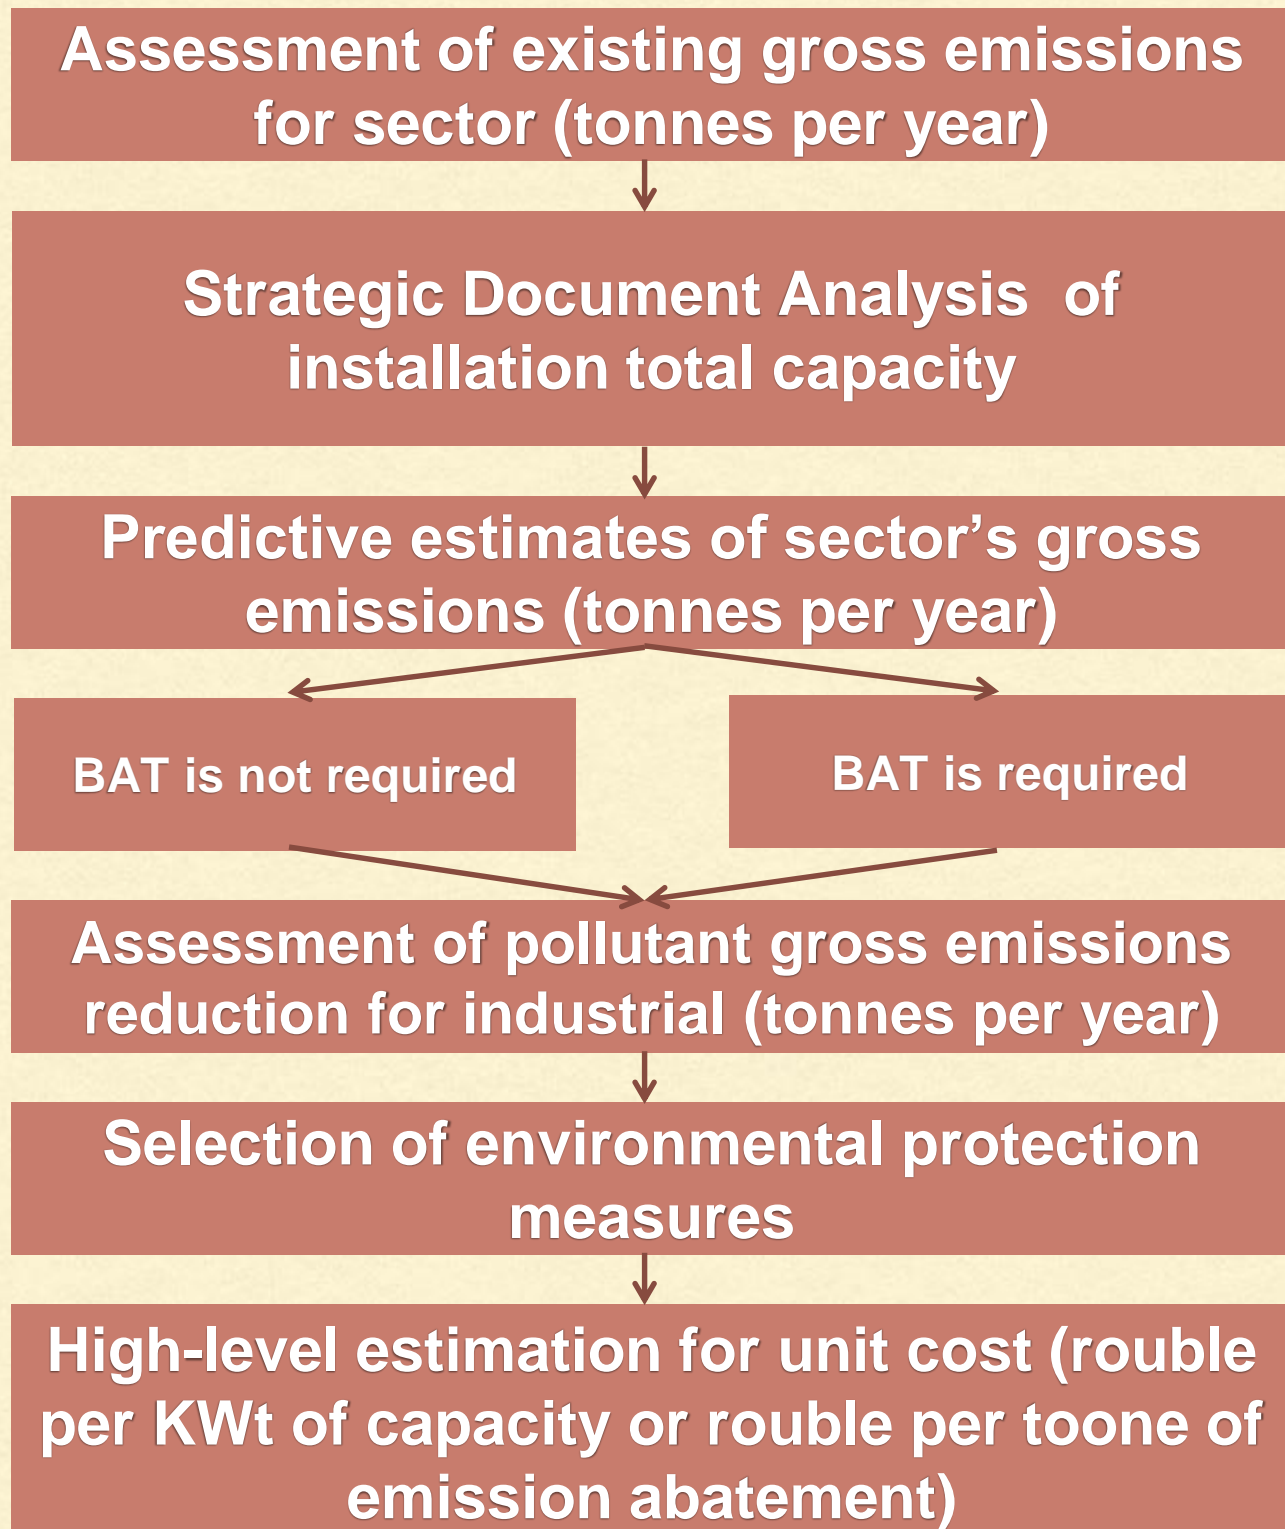 Assessment of existing gross emissions
for sector (tonnes per year)
Strategic Document Analysis of
installation total capacity
Predictive estimates of sector’s gross
emissions (tonnes per year)
BAT is not required
BAT is required
Assessment of pollutant gross emissions
reduction for industrial (tonnes per year)
Selection of environmental protection
measures
High-level estimation for unit cost (rouble
per KWt of capacity or rouble per toone of
emission abatement)